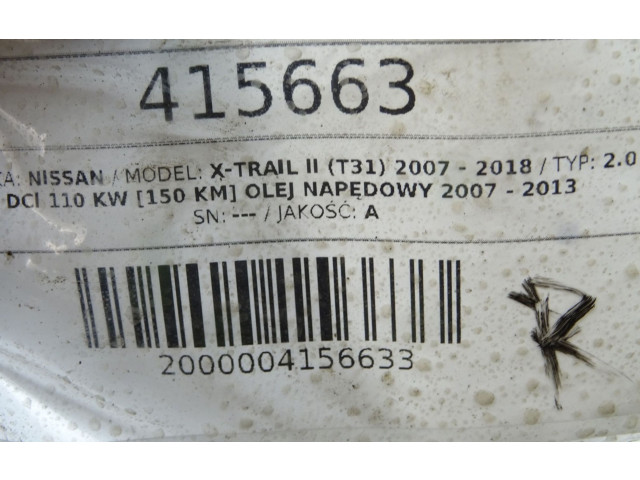 415663
KA: NISSAN / MODEL: X-TRAIL II (T31) 2007 - 2018 / TYP: 2.0
DCI 110 KW [150 KM] OLEJ NAPĘDOWY 2007 - 2013
SN: --- / JAKOŚĆ: A
2000004156633
R